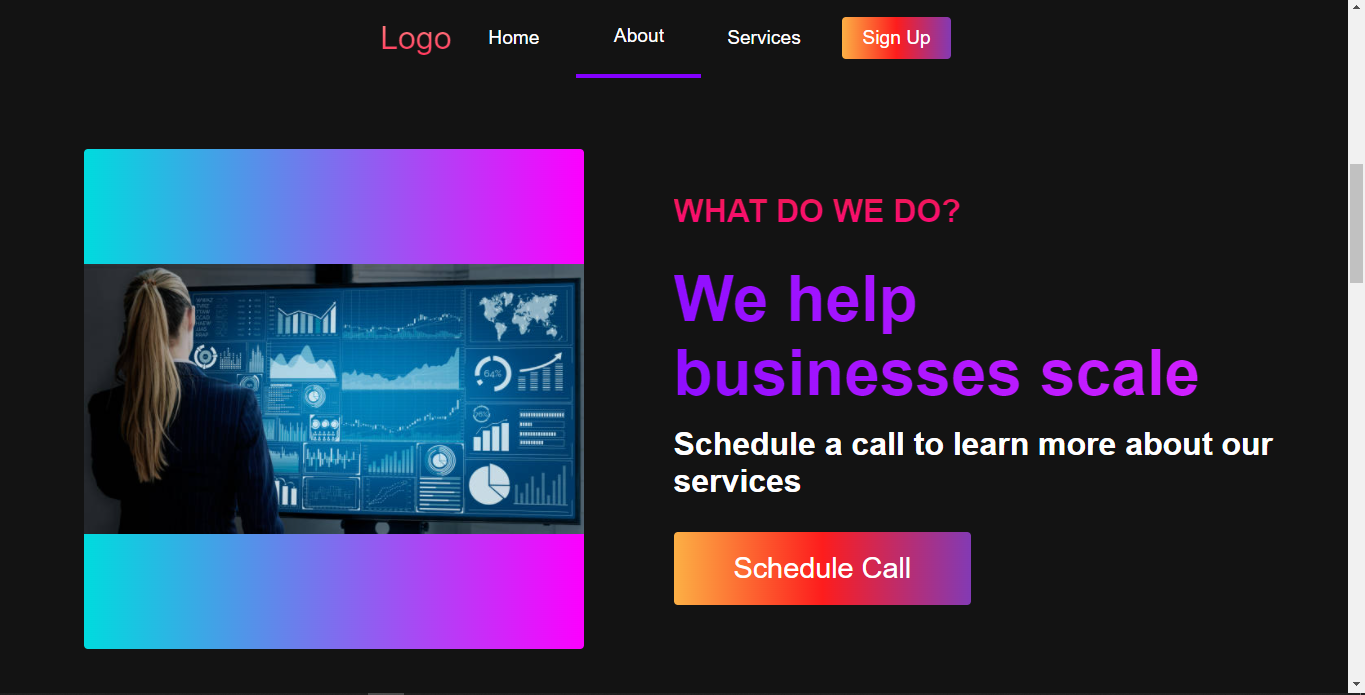 Logo
Home
About
Services
Sign Up
WHAT DO WE DO?
We help
businesses scale
Schedule a call to learn more about our
services
Schedule Call
64%